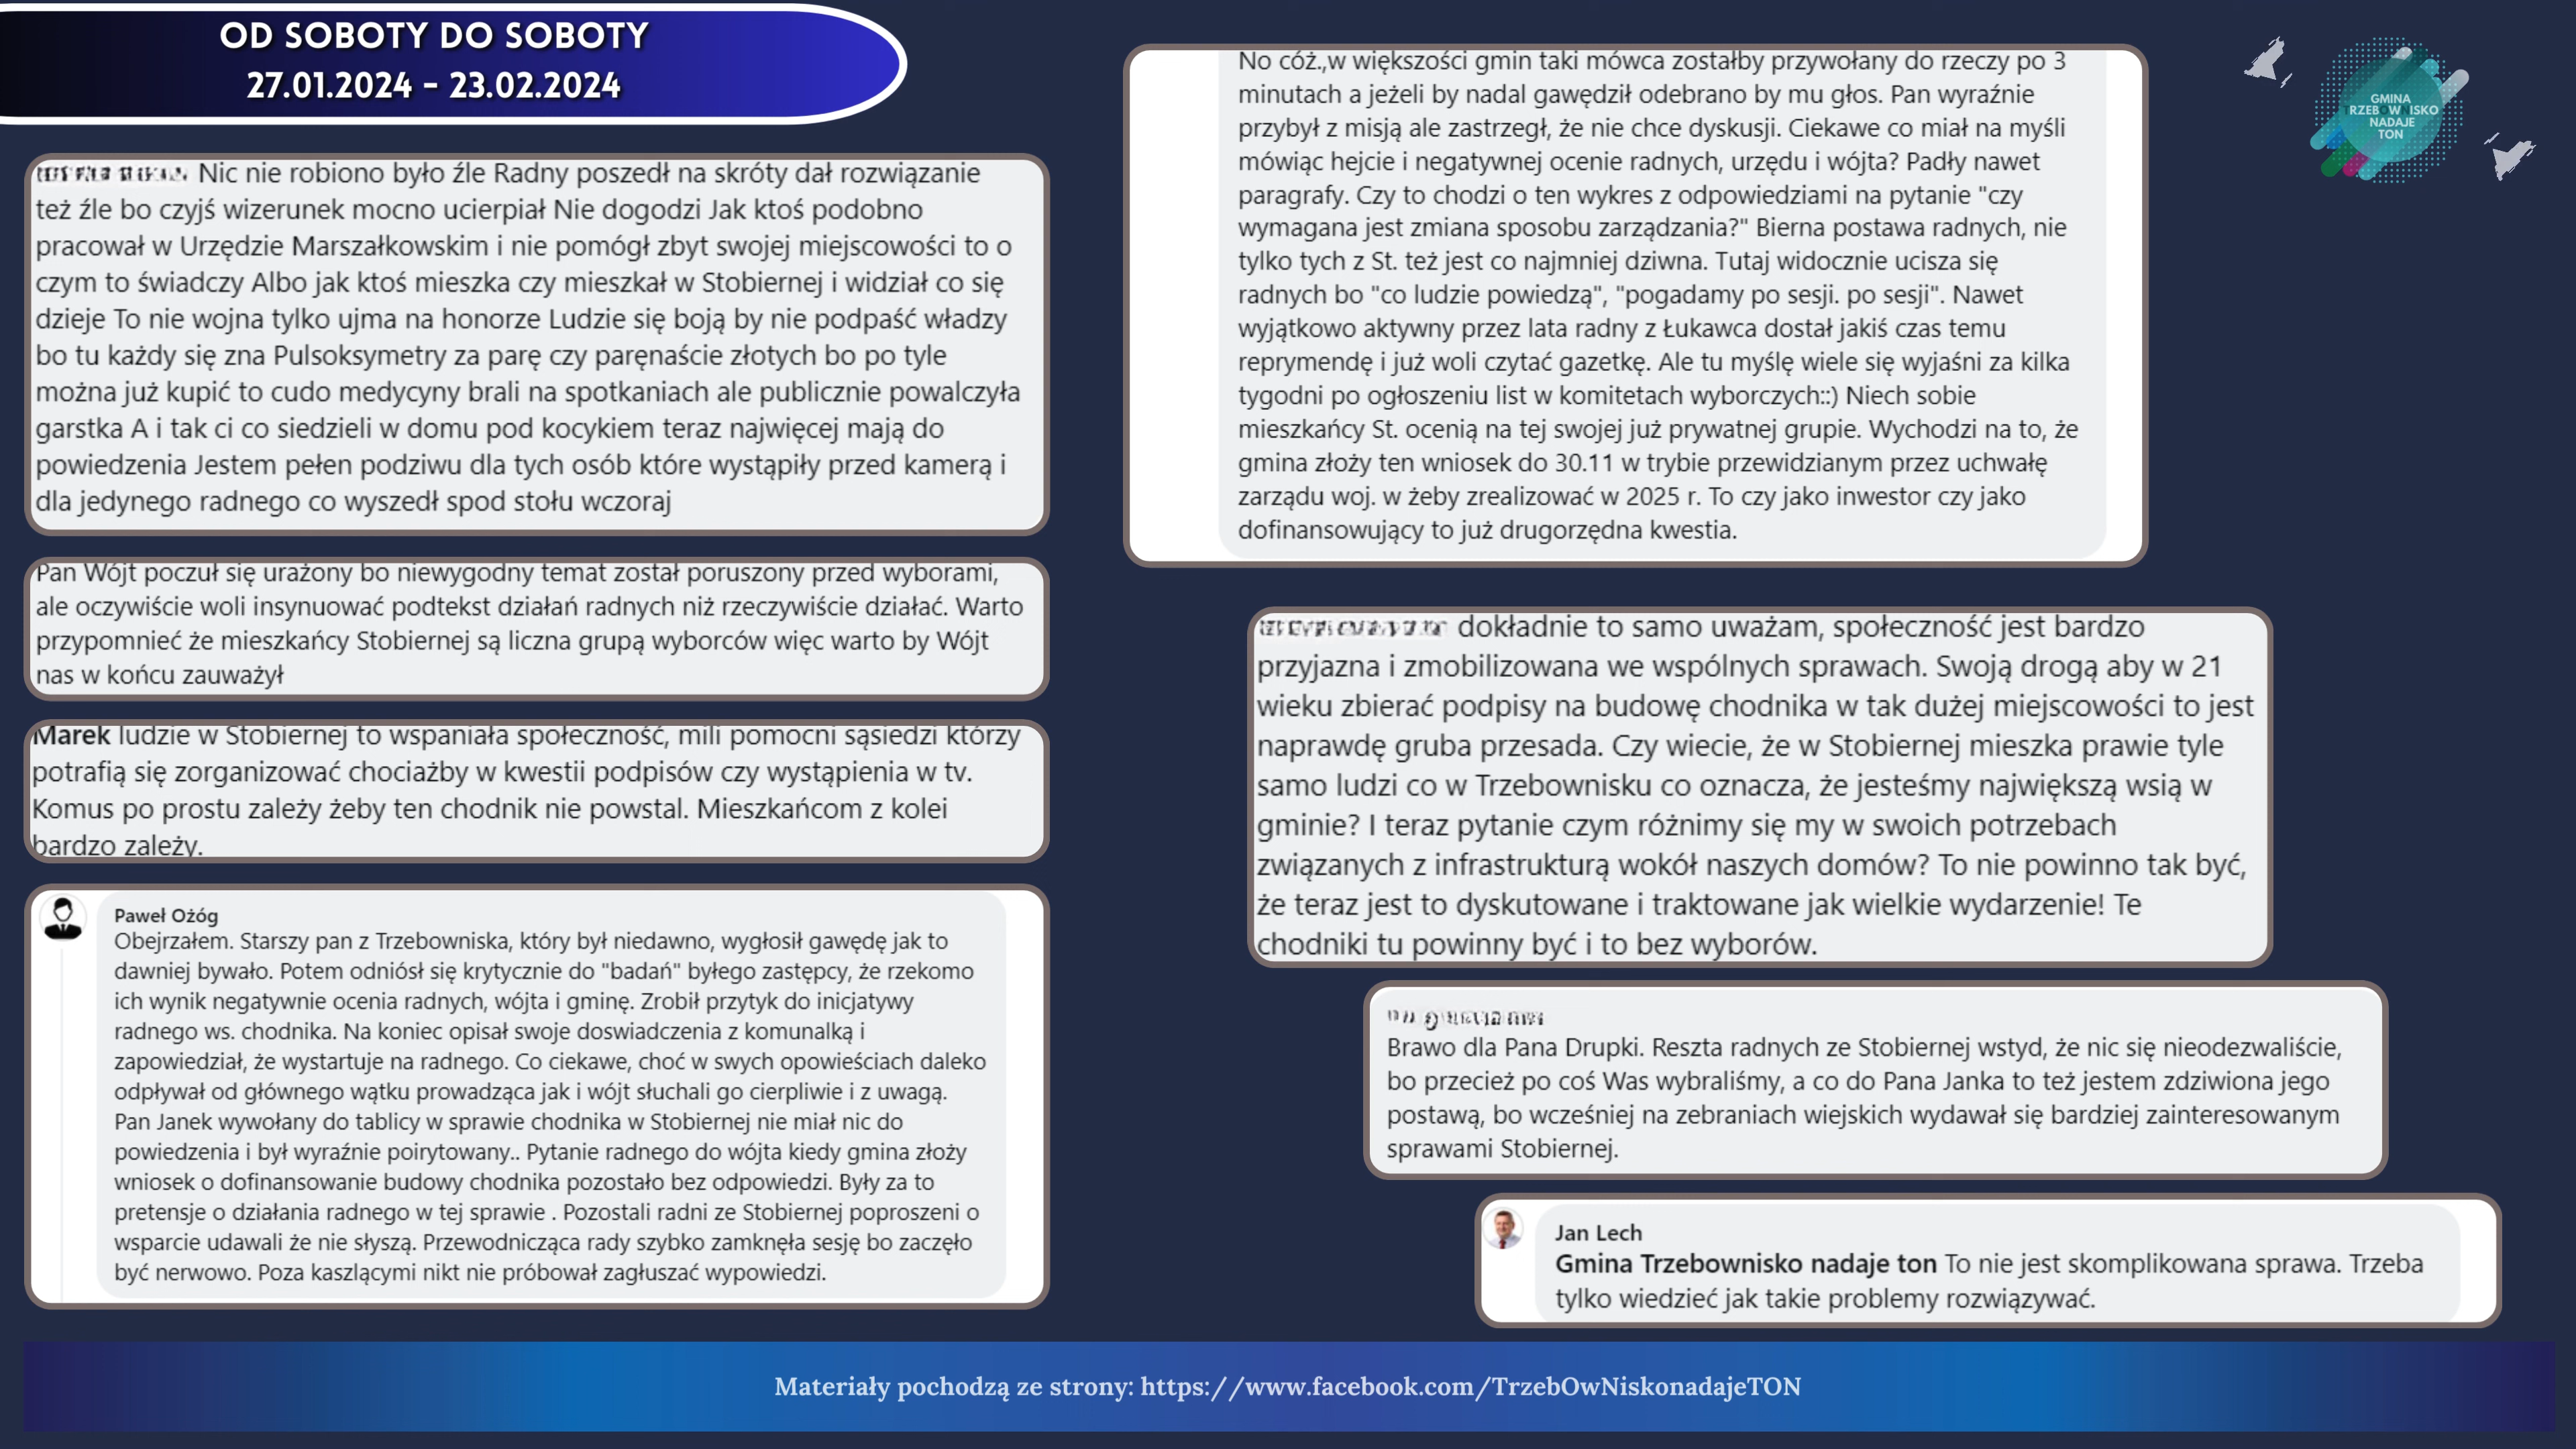 OD SOBOTY DO SOBOTY
27.01.2024 - 23.02.2024
Nic nie robiono było źle Radny poszedł na skróty dał rozwiązanie
też źle bo czyjś wizerunek mocno ucierpiał Nie dogodzi Jak ktoś podobno
pracował w Urzędzie Marszałkowskim i nie pomógł zbyt swojej miejscowości to o
czym to świadczy Albo jak ktoś mieszka czy mieszkał w Stobiernej i widział co się
dzieje To nie wojna tylko ujma na honorze Ludzie się boją by nie podpaść władzy
bo tu każdy się zna Pulsoksymetry za parę czy paręnaście złotych bo po tyle
można już kupić to cudo medycyny brali na spotkaniach ale publicznie powalczyła
garstka A i tak ci co siedzieli w domu pod kocykiem teraz najwięcej mają do
powiedzenia Jestem pełen podziwu dla tych osób które wystąpiły przed kamerą i
dla jedynego radnego co wyszedł spod stołu wczoraj
Pan Wójt poczuł się urażony bo niewygodny temat został poruszony przed wyborami,
ale oczywiście woli insynuować podtekst działań radnych niż rzeczywiście działać. Warto
przypomnieć że mieszkańcy Stobiernej są liczna grupą wyborców więc warto by Wójt
nas w końcu zauważył
Marek ludzie w Stobiernej to wspaniała społeczność, mili pomocni sąsiedzi którzy
potrafią się zorganizować chociażby w kwestii podpisów czy wystąpienia w tv.
Komus po prostu zależy żeby ten chodnik nie powstal. Mieszkańcom z kolei
bardzo zależy.
Paweł Ożóg
Obejrzałem. Starszy pan z Trzebowniska, który był niedawno, wygłosił gawędę jak to
dawniej bywało. Potem odniósł się krytycznie do "badań" byłego zastępcy, że rzekomo
ich wynik negatywnie ocenia radnych, wójta i gminę. Zrobił przytyk do inicjatywy
radnego ws. chodnika. Na koniec opisał swoje doswiadczenia z komunalką i
zapowiedział, że wystartuje na radnego. Co ciekawe, choć w swych opowieściach daleko
odpływał od głównego wątku prowadząca jak i wójt słuchali go cierpliwie i z uwagą.
Pan Janek wywołany do tablicy w sprawie chodnika w Stobiernej nie miał nic do
powiedzenia i był wyraźnie poirytowany.. Pytanie radnego do wójta kiedy gmina złoży
wniosek o dofinansowanie budowy chodnika pozostało bez odpowiedzi. Były za to
pretensje o działania radnego w tej sprawie . Pozostali radni ze Stobiernej poproszeni o
wsparcie udawali że nie słyszą. Przewodnicząca rady szybko zamknęła sesję bo zaczęło
być nerwowo. Poza kaszlącymi nikt nie próbował zagłuszać wypowiedzi.
No cóż.,w większości gmin taki mówca zostałby przywołany do rzeczy po 3
minutach a jeżeli by nadal gawędził odebrano by mu głos. Pan wyraźnie
przybył z misją ale zastrzegł, że nie chce dyskusji. Ciekawe co miał na myśli
mówiąc hejcie i negatywnej ocenie radnych, urzędu i wójta? Padły nawet
paragrafy. Czy to chodzi o ten wykres z odpowiedziami na pytanie "czy
wymagana jest zmiana sposobu zarządzania?" Bierna postawa radnych, nie
tylko tych z St. też jest co najmniej dziwna. Tutaj widocznie ucisza się
radnych bo "co ludzie powiedzą", "pogadamy po sesji. po sesji". Nawet
wyjątkowo aktywny przez lata radny z Łukawca dostał jakiś czas temu
reprymendę i już woli czytać gazetkę. Ale tu myślę wiele się wyjaśni za kilka
tygodni po ogłoszeniu list w komitetach wyborczych::) Niech sobie
mieszkańcy St. ocenią na tej swojej już prywatnej grupie. Wychodzi na to, że
gmina złoży ten wniosek do 30.11 w trybie przewidzianym przez uchwałę
zarządu woj. w żeby zrealizować w 2025 r. To czy jako inwestor czy jako
dofinansowujący to już drugorzędna kwestia.
dokładnie to samo uważam, społeczność jest bardzo
przyjazna i zmobilizowana we wspólnych sprawach. Swoją drogą aby w 21
wieku zbierać podpisy na budowę chodnika w tak dużej miejscowości to jest
naprawdę gruba przesada. Czy wiecie, że w Stobiernej mieszka prawie tyle
samo ludzi co w Trzebownisku co oznacza, że jesteśmy największą wsią w
gminie? I teraz pytanie czym różnimy się my w swoich potrzebach
związanych z infrastrukturą wokół naszych domów? To nie powinno tak być,
że teraz jest to dyskutowane i traktowane jak wielkie wydarzenie! Te
chodniki tu powinny być i to bez wyborów.
Brawo dla Pana Drupki. Reszta radnych ze Stobiernej wstyd, że nic się nieodezwaliście,
bo przecież po coś Was wybraliśmy, a co do Pana Janka to też jestem zdziwiona jego
postawą, bo wcześniej na zebraniach wiejskich wydawał się bardziej zainteresowanym
sprawami Stobiernej.
Jan Lech
Gmina Trzebownisko nadaje ton To nie jest skomplikowana sprawa. Trzeba
tylko wiedzieć jak takie problemy rozwiązywać.
GMINA
TRZEBOWNISKO
NADAJE
TON
Materiały pochodzą ze strony: https://www.facebook.com/TrzebOwNiskonadajeTON